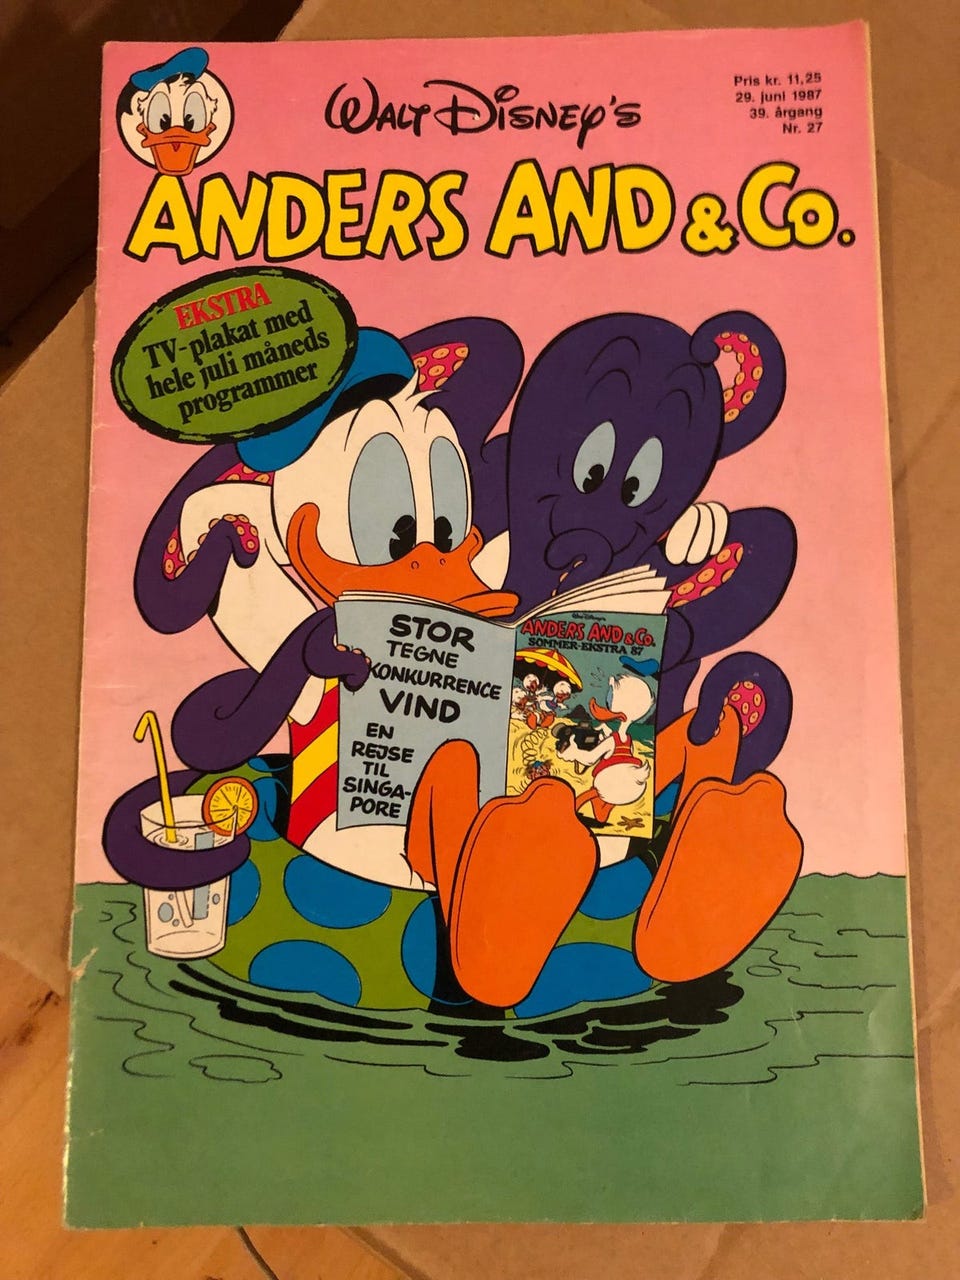 WALT DISNEY'S
Pris kr. 11,25
29. juni 1987
39. årgang
Nr. 27
ANDERS AND & Co.
EKSTRA
TV-plakat med
hele juli måneds
programmer
STOR
TEGNE
KONKURRENCE
VIND
EN
REJSE
TIL
SINGA-
PORE
Walt Disney's
ANDERS AND & Co.
SOMMER-EKSTRA 87